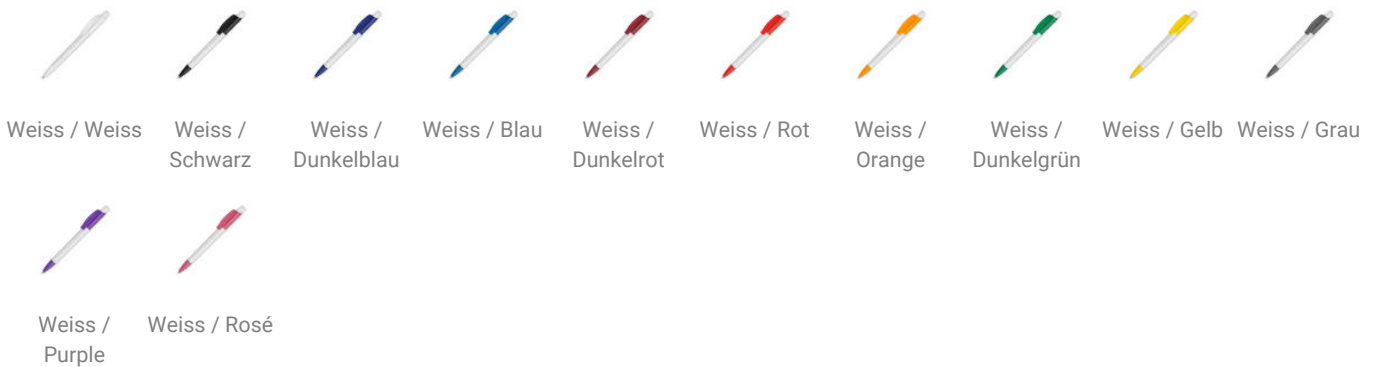 Weiss / Weiss
Weiss /
Schwarz
Weiss /
Dunkelblau
Weiss / Blau
Weiss /
Dunkelrot
Weiss / Rot
Weiss /
Orange
Weiss /
Dunkelgrün
Weiss / Gelb
Weiss / Grau
Weiss /
Purple
Weiss / Rosé